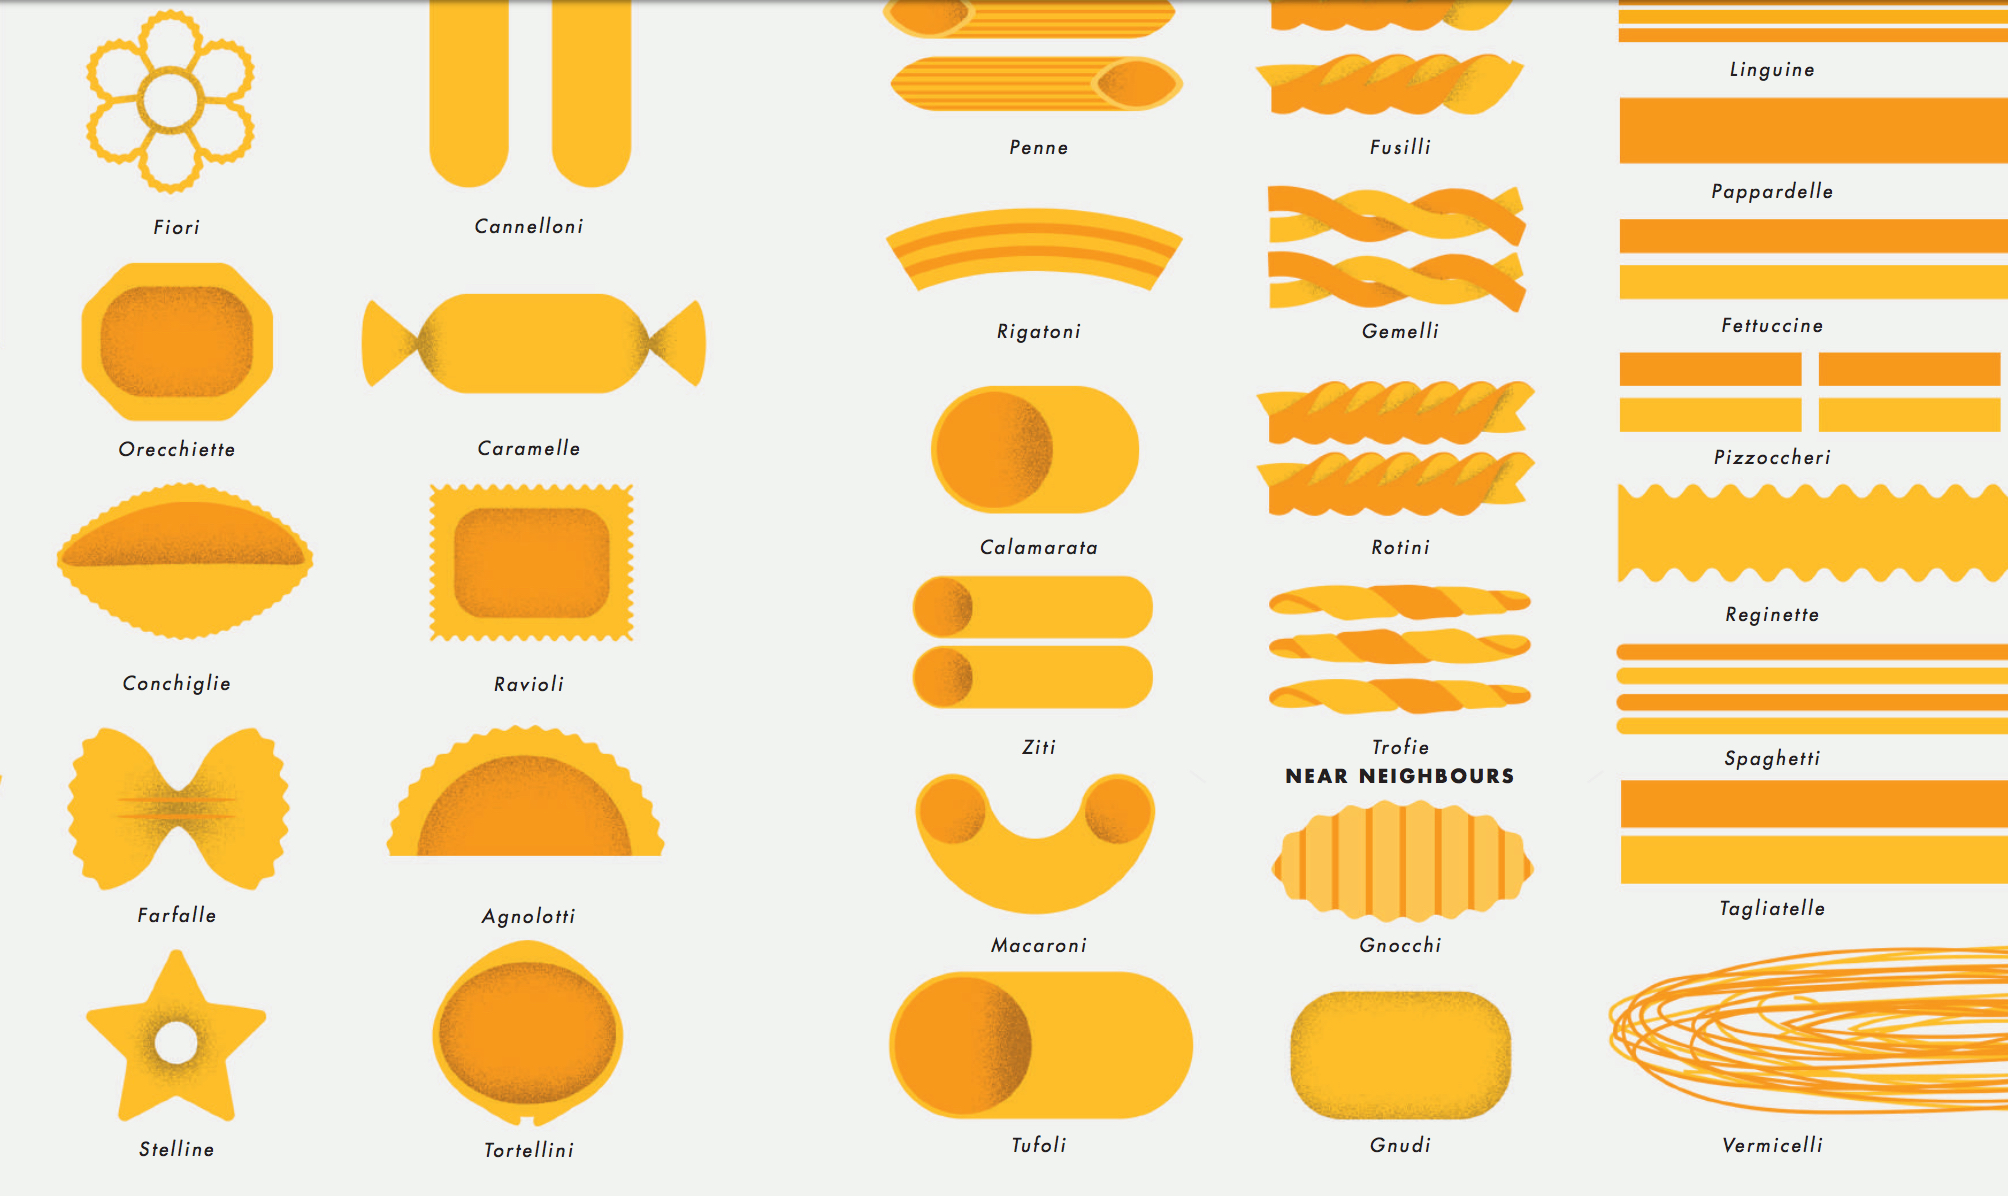 Fiori
Orecchiette
Conchiglie
Farfalle
Stelline
Cannelloni
Caramelle
Ravioli
Agnolotti
Tortellini
Penne
Rigatoni
Calamarata
Ziti
Macaroni
Tufoli
Fusilli
Gemelli
Rotini
Trofie
NEAR NEIGHBOURS
Gnocchi
Gnudi
Linguine
Pappardelle
Fettuccine
Pizzoccheri
Reginette
Spaghetti
Tagliatelle
Vermicelli